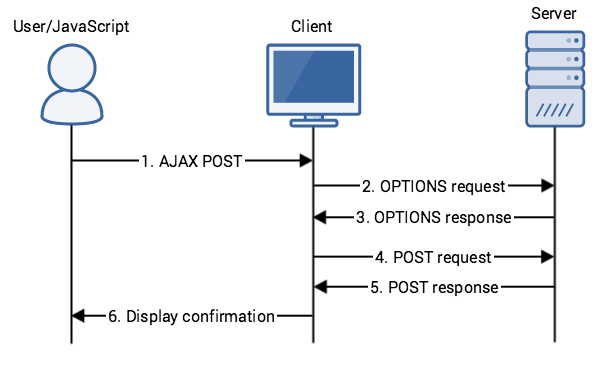 User/JavaScript
Client
Server
1. AJAX POST
2. OPTIONS request
3. OPTIONS response
4. POST request
5. POST response
6. Display confirmation